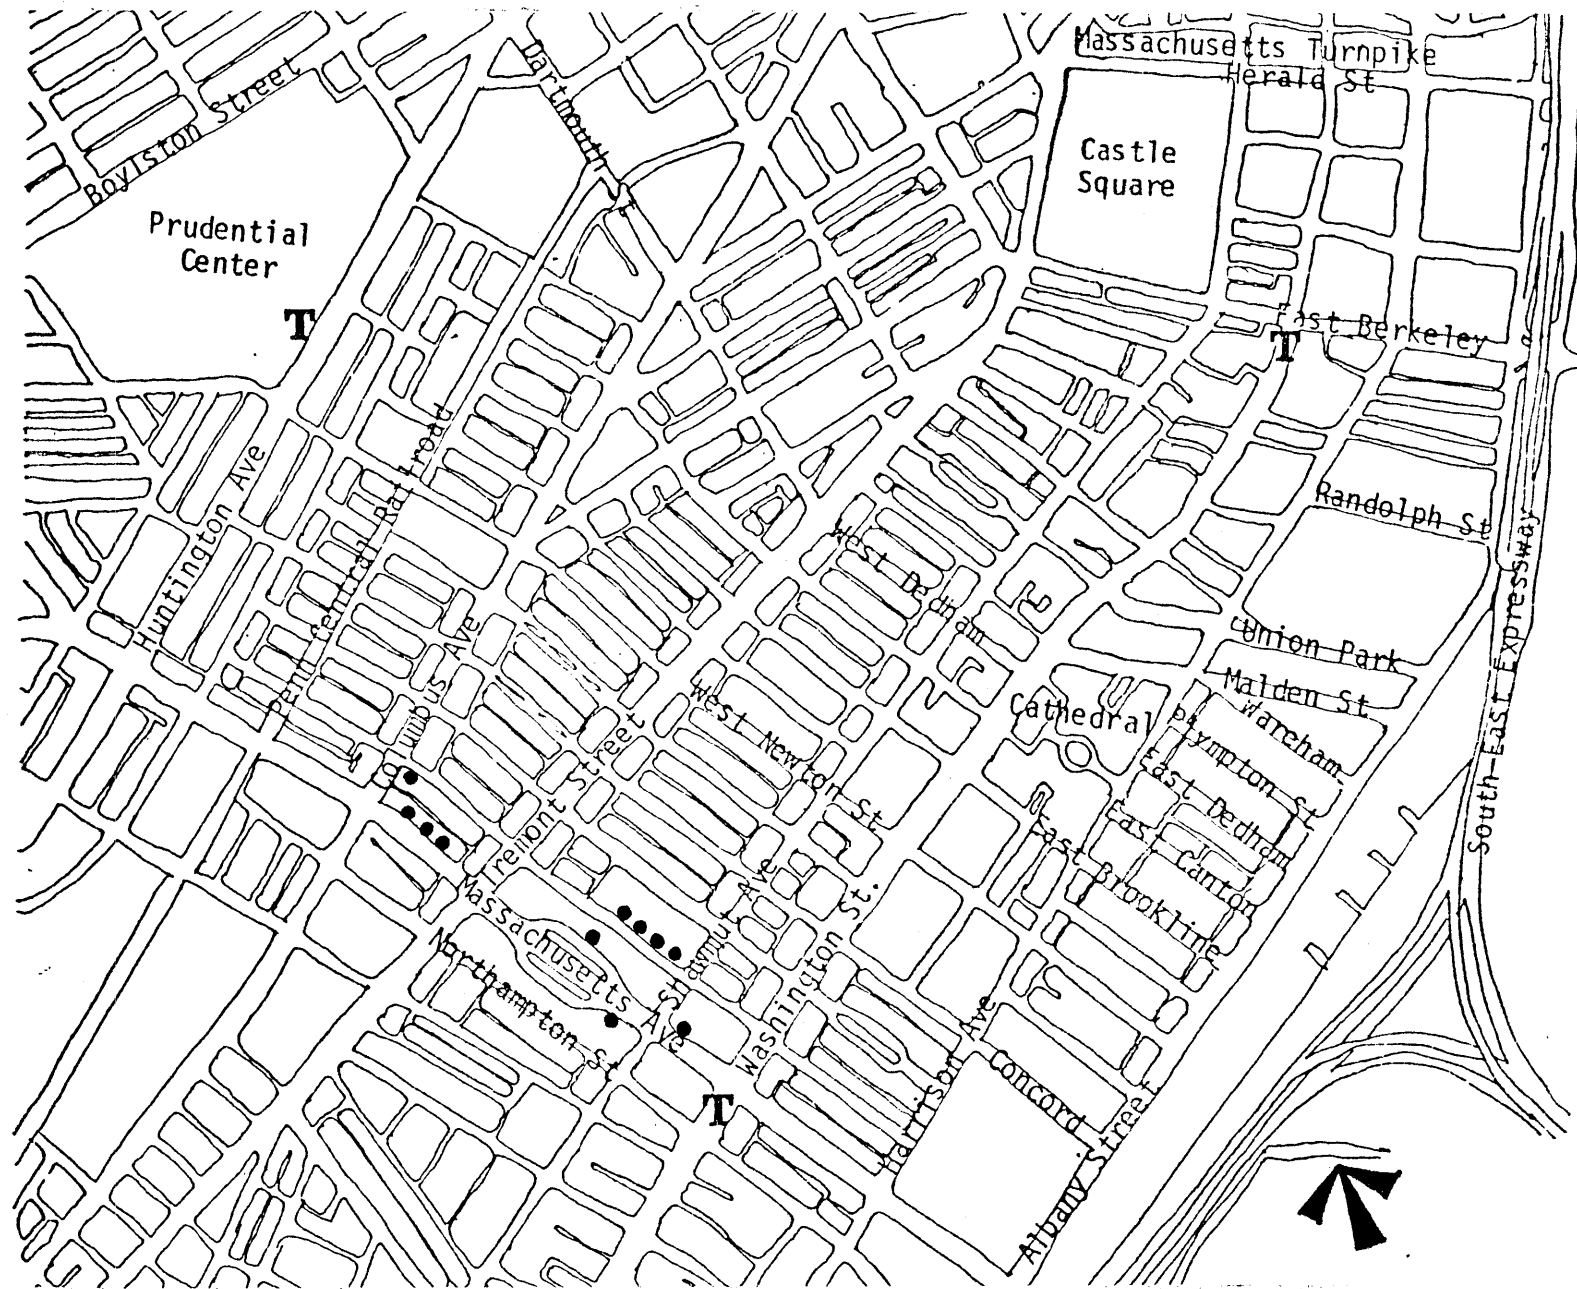 Massachusetts Turnpike
Herald St
Dartmouth St
Boylston Street
Castle
Square
Prudential
Center
T
East Berkeley
T
Huntington Ave
Penn Central Railroad
Randolph St
South East Expressway
West Dedham
Union Park
Malden St
Wareham
Columbus Ave
West Newton St
Cathedral
Plympton St
East Dedham
East Canton
East Brookline
Tremont Street
Massachusetts Ave
Northampton St
Shawmut Ave
Washington St.
Harrison Ave
Concord
Albany Street
T